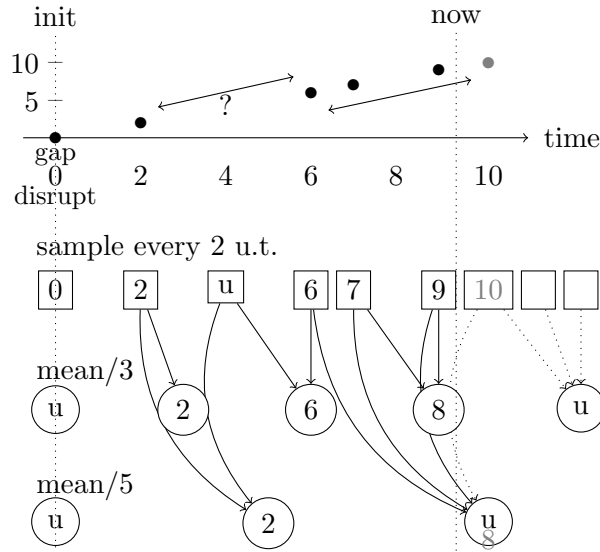 init
now
10
5
?
time
gap
0 2 4 6 8 10
disrupt
sample every 2 u.t.
0 2 u 6 7 9 10
mean/3
u 2 6 8 u
mean/5
u 2 u
8